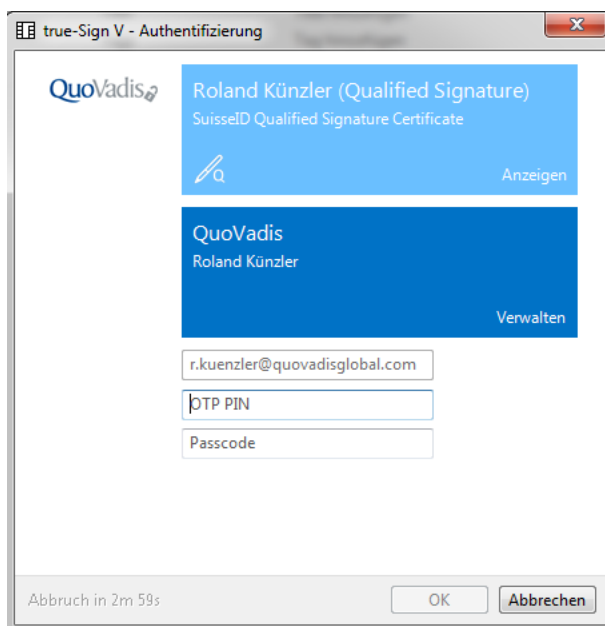 true-Sign V - Authentifizierung
QuoVadis
Roland Künzler (Qualified Signature)
SuisseID Qualified Signature Certificate
Anzeigen
QuoVadis
Roland Künzler
Verwalten
r.kuenzler@quovadisglobal.com
OTP PIN
Passcode
Abbruch in 2m 59s
OK
Abbrechen